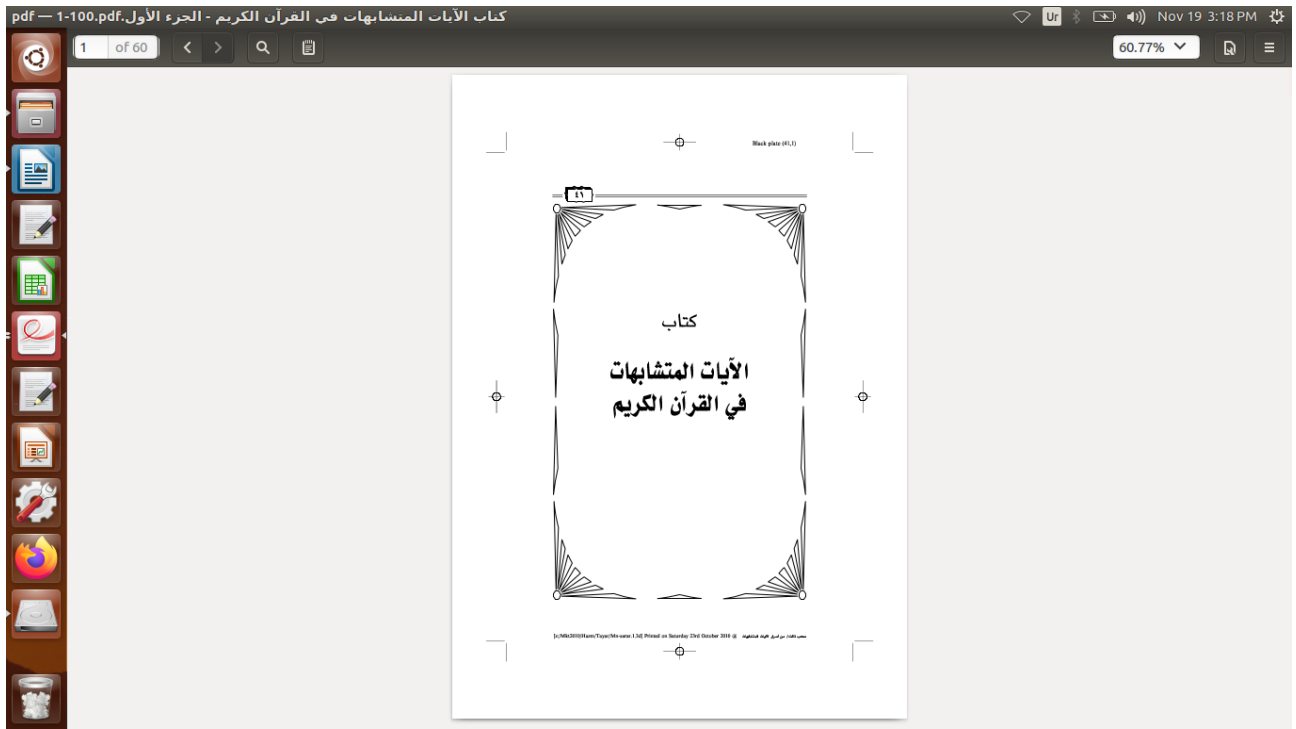 كتاب الآيات المتشابهات في القرآن الكريم - الجزء الأول.pdf — 1-100.pdf
Ur
Nov 19 3:18 PM
1 of 60
60.77%
Black plate (41,1)
٤١
كتاب
الآيات المتشابهات
في القرآن الكريم
Printed on Saturday 23rd October 2010 @